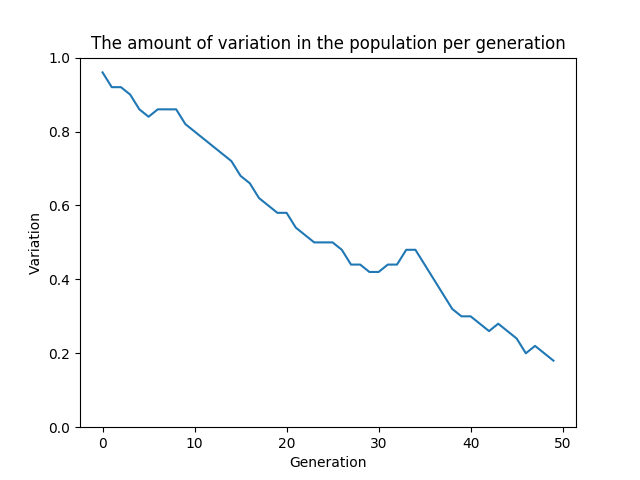 The amount of variation in the population per generation
1.0
0.8
0.6
0.4
0.2
0.0
Variation
0 10 20 30 40 50
Generation